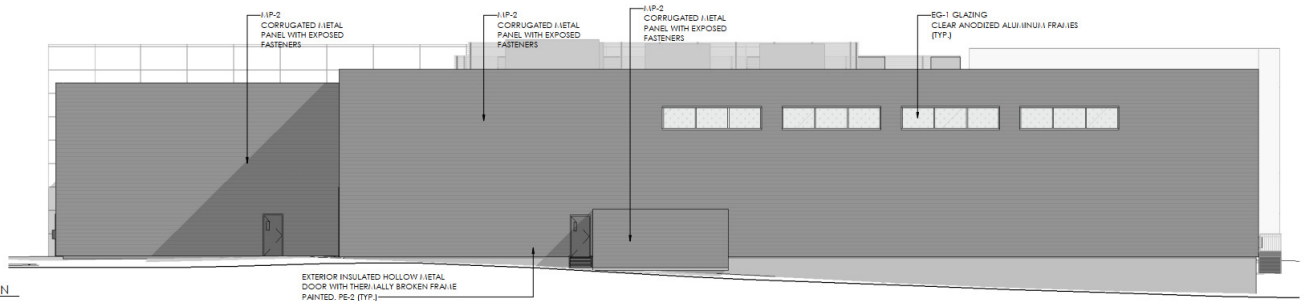 MP-2
CORRUGATED METAL
PANEL WITH EXPOSED
FASTENERS
MP-2
CORRUGATED METAL
PANEL WITH EXPOSED
FASTENERS
MP-2
CORRUGATED METAL
PANEL WITH EXPOSED
FASTENERS
EG-1 GLAZING
CLEAR ANODIZED ALUMINUM FRAMES
(TYP.)
EXTERIOR INSULATED HOLLOW METAL
DOOR WITH THERMALLY BROKEN FRAME
PAINTED. PE-2 (TYP.)
N